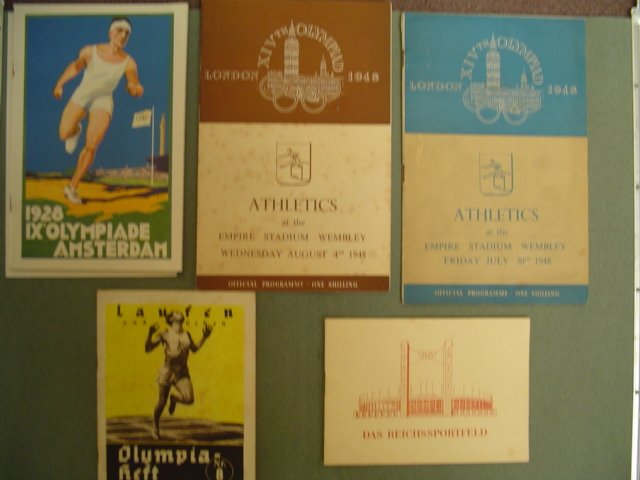 1928
IXᵉ OLYMPIADE
AMSTERDAM
XIVTH OLYMPIAD
LONDON 1948
ATHLETICS
at the
EMPIRE STADIUM WEMBLEY
WEDNESDAY AUGUST 4TH 1948
OFFICIAL PROGRAMME · ONE SHILLING
XIVTH OLYMPIAD
LONDON 1948
ATHLETICS
at the
EMPIRE STADIUM WEMBLEY
FRIDAY JULY 30TH 1948
OFFICIAL PROGRAMME · ONE SHILLING
Laufen
Olympia-
Heft
Nr.
8
DAS REICHSSPORTFELD